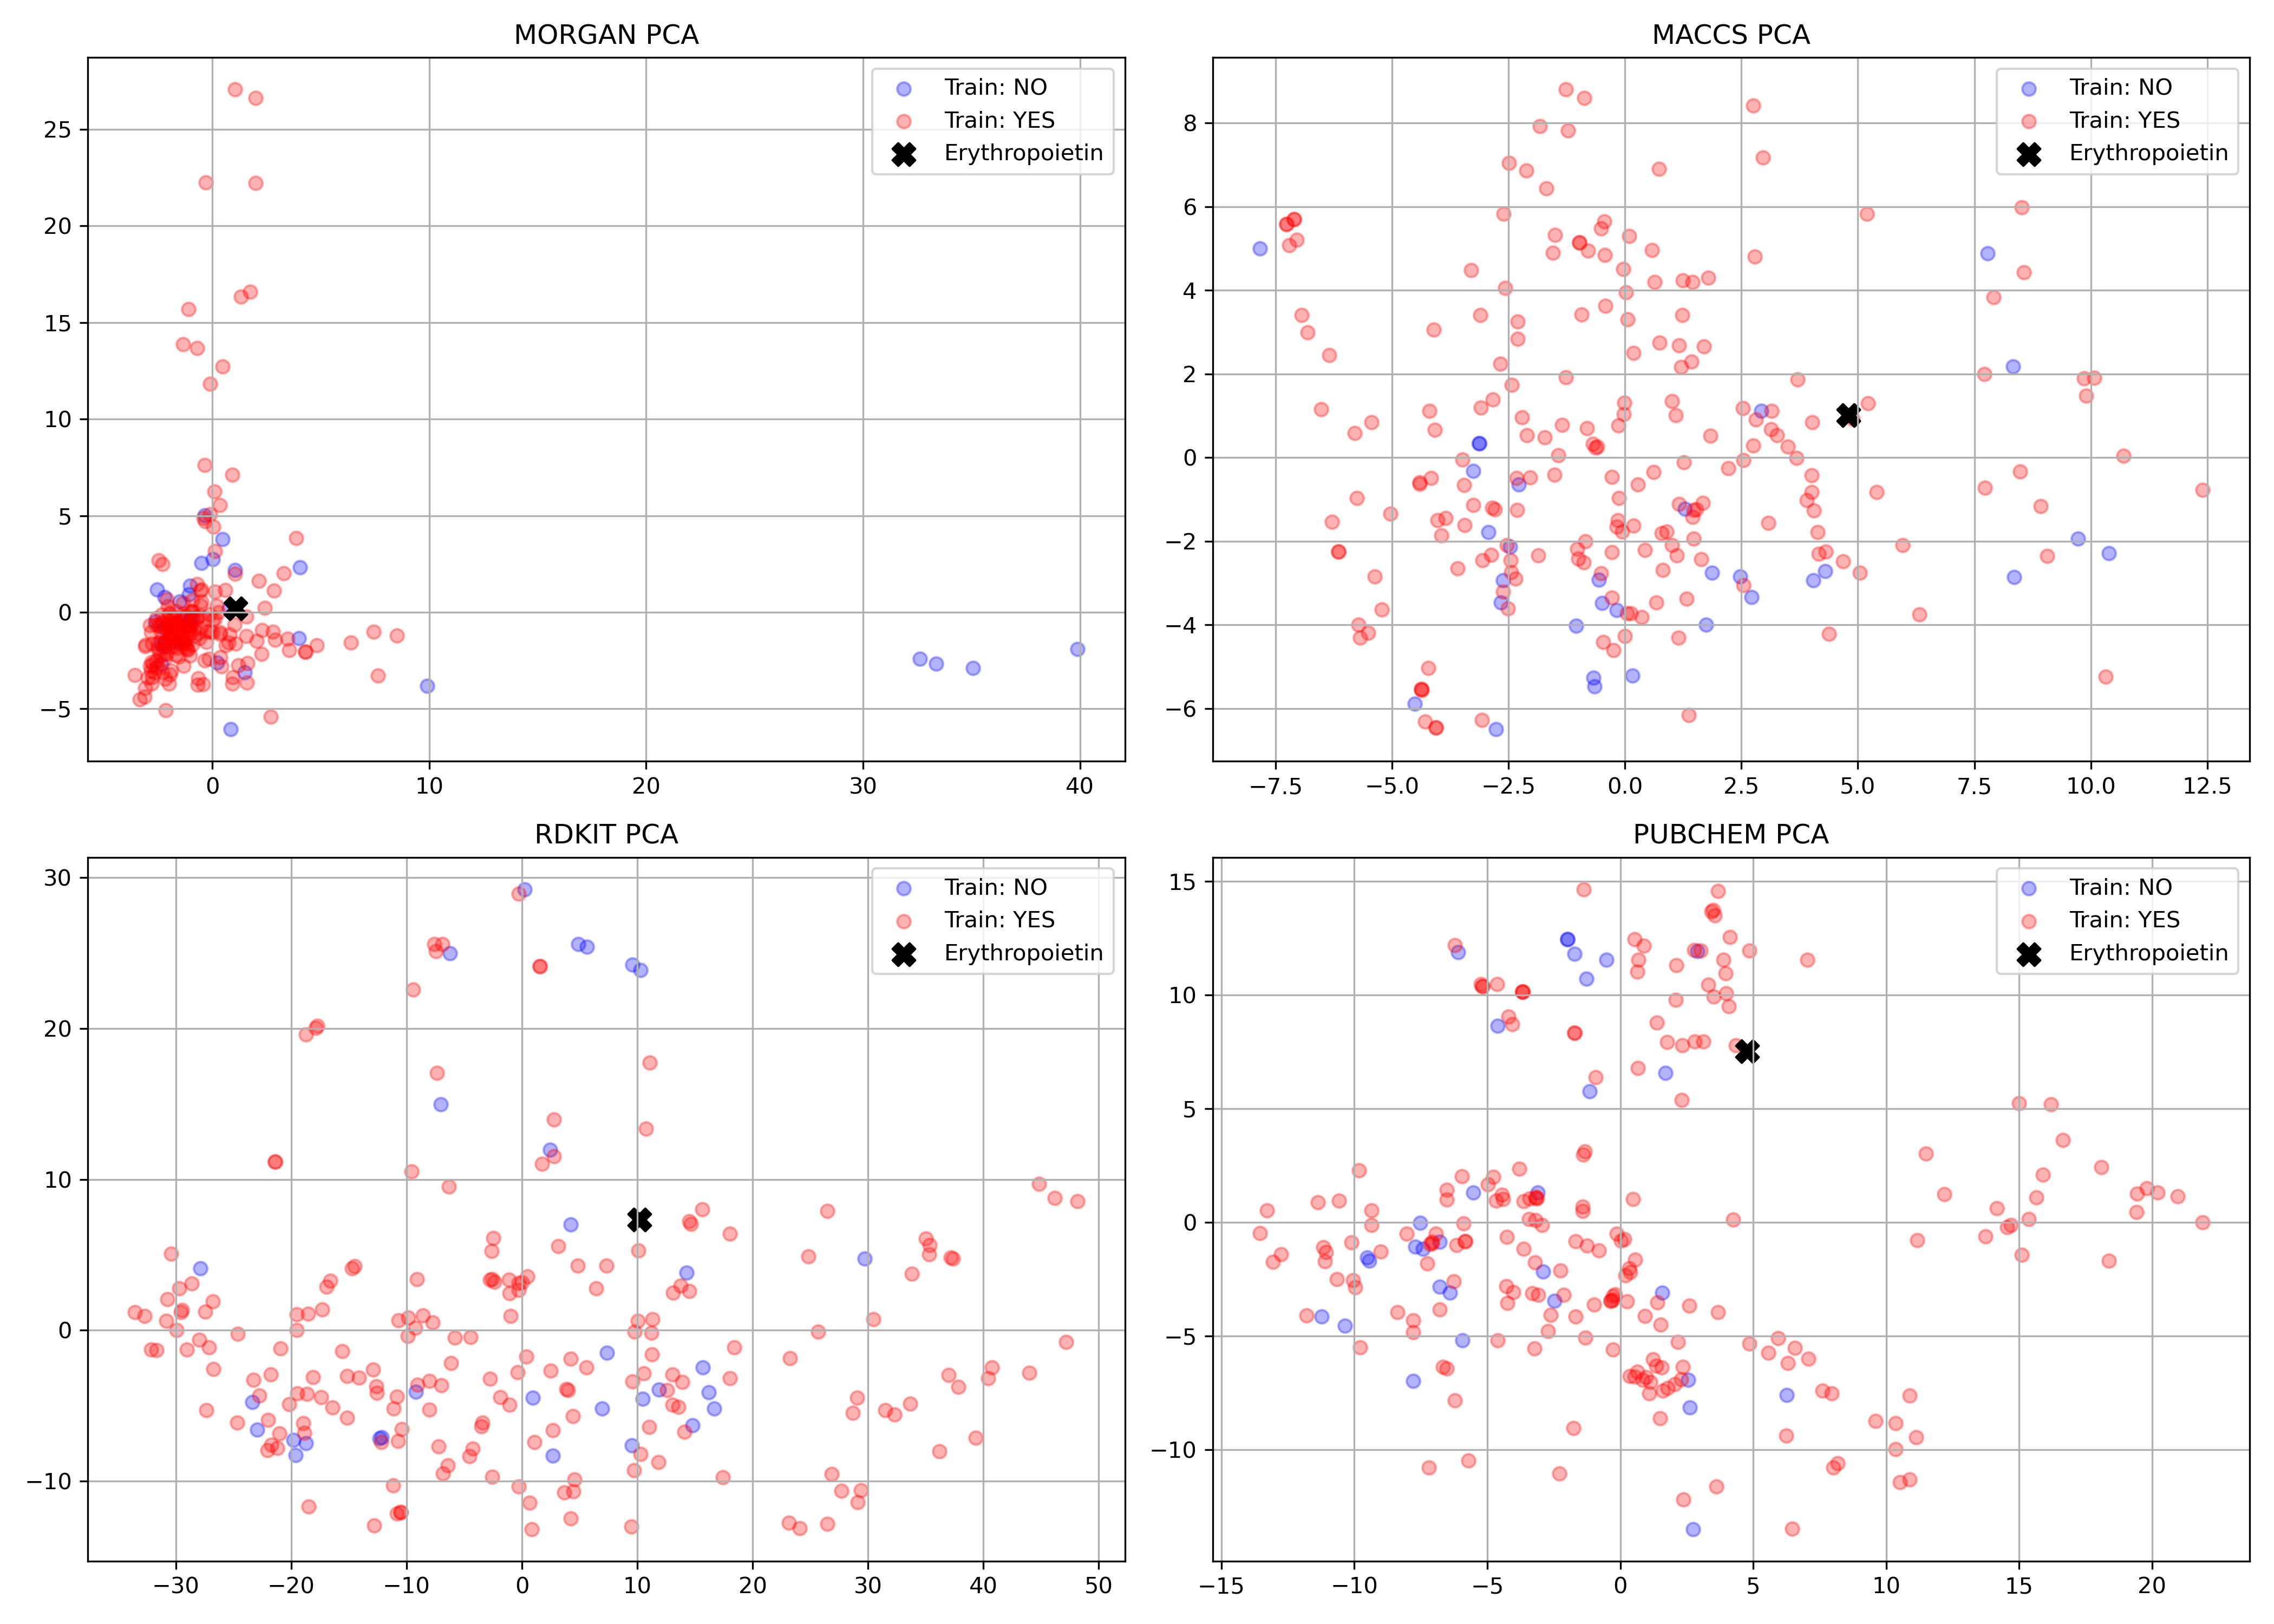 MORGAN PCA
Train: NO
Train: YES
Erythropoietin
25
20
15
10
5
0
−5
0 10 20 30 40
MACCS PCA
Train: NO
Train: YES
Erythropoietin
8
6
4
2
0
−2
−4
−6
−7.5 −5.0 −2.5 0.0 2.5 5.0 7.5 10.0 12.5
RDKIT PCA
Train: NO
Train: YES
Erythropoietin
30
20
10
0
−10
−30 −20 −10 0 10 20 30 40 50
PUBCHEM PCA
Train: NO
Train: YES
Erythropoietin
15
10
5
0
−5
−10
−15 −10 −5 0 5 10 15 20